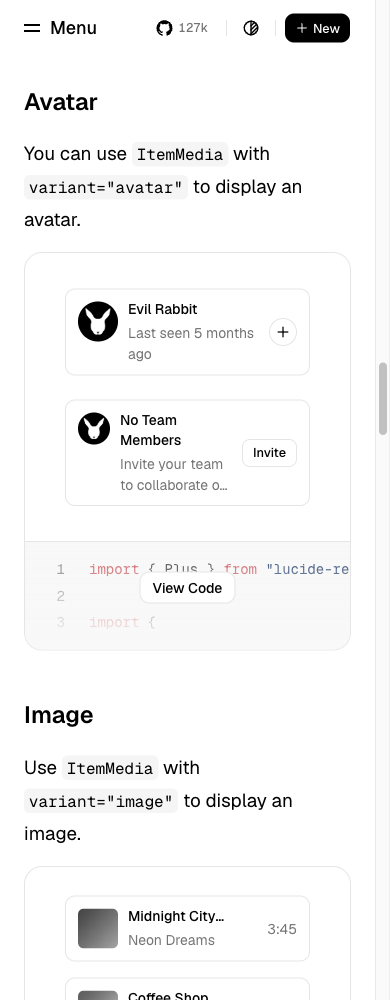 Menu
127k
New
Avatar
You can use ItemMedia with
variant="avatar" to display an
avatar.
Evil Rabbit
Last seen 5 months
ago
No Team
Members
Invite your team
to collaborate o…
Invite
1 import { Plus } from "lucide-re
View Code
2
3 import {
Image
Use ItemMedia with
variant="image" to display an
image.
Midnight City…
Neon Dreams
3:45
Coffee Shop